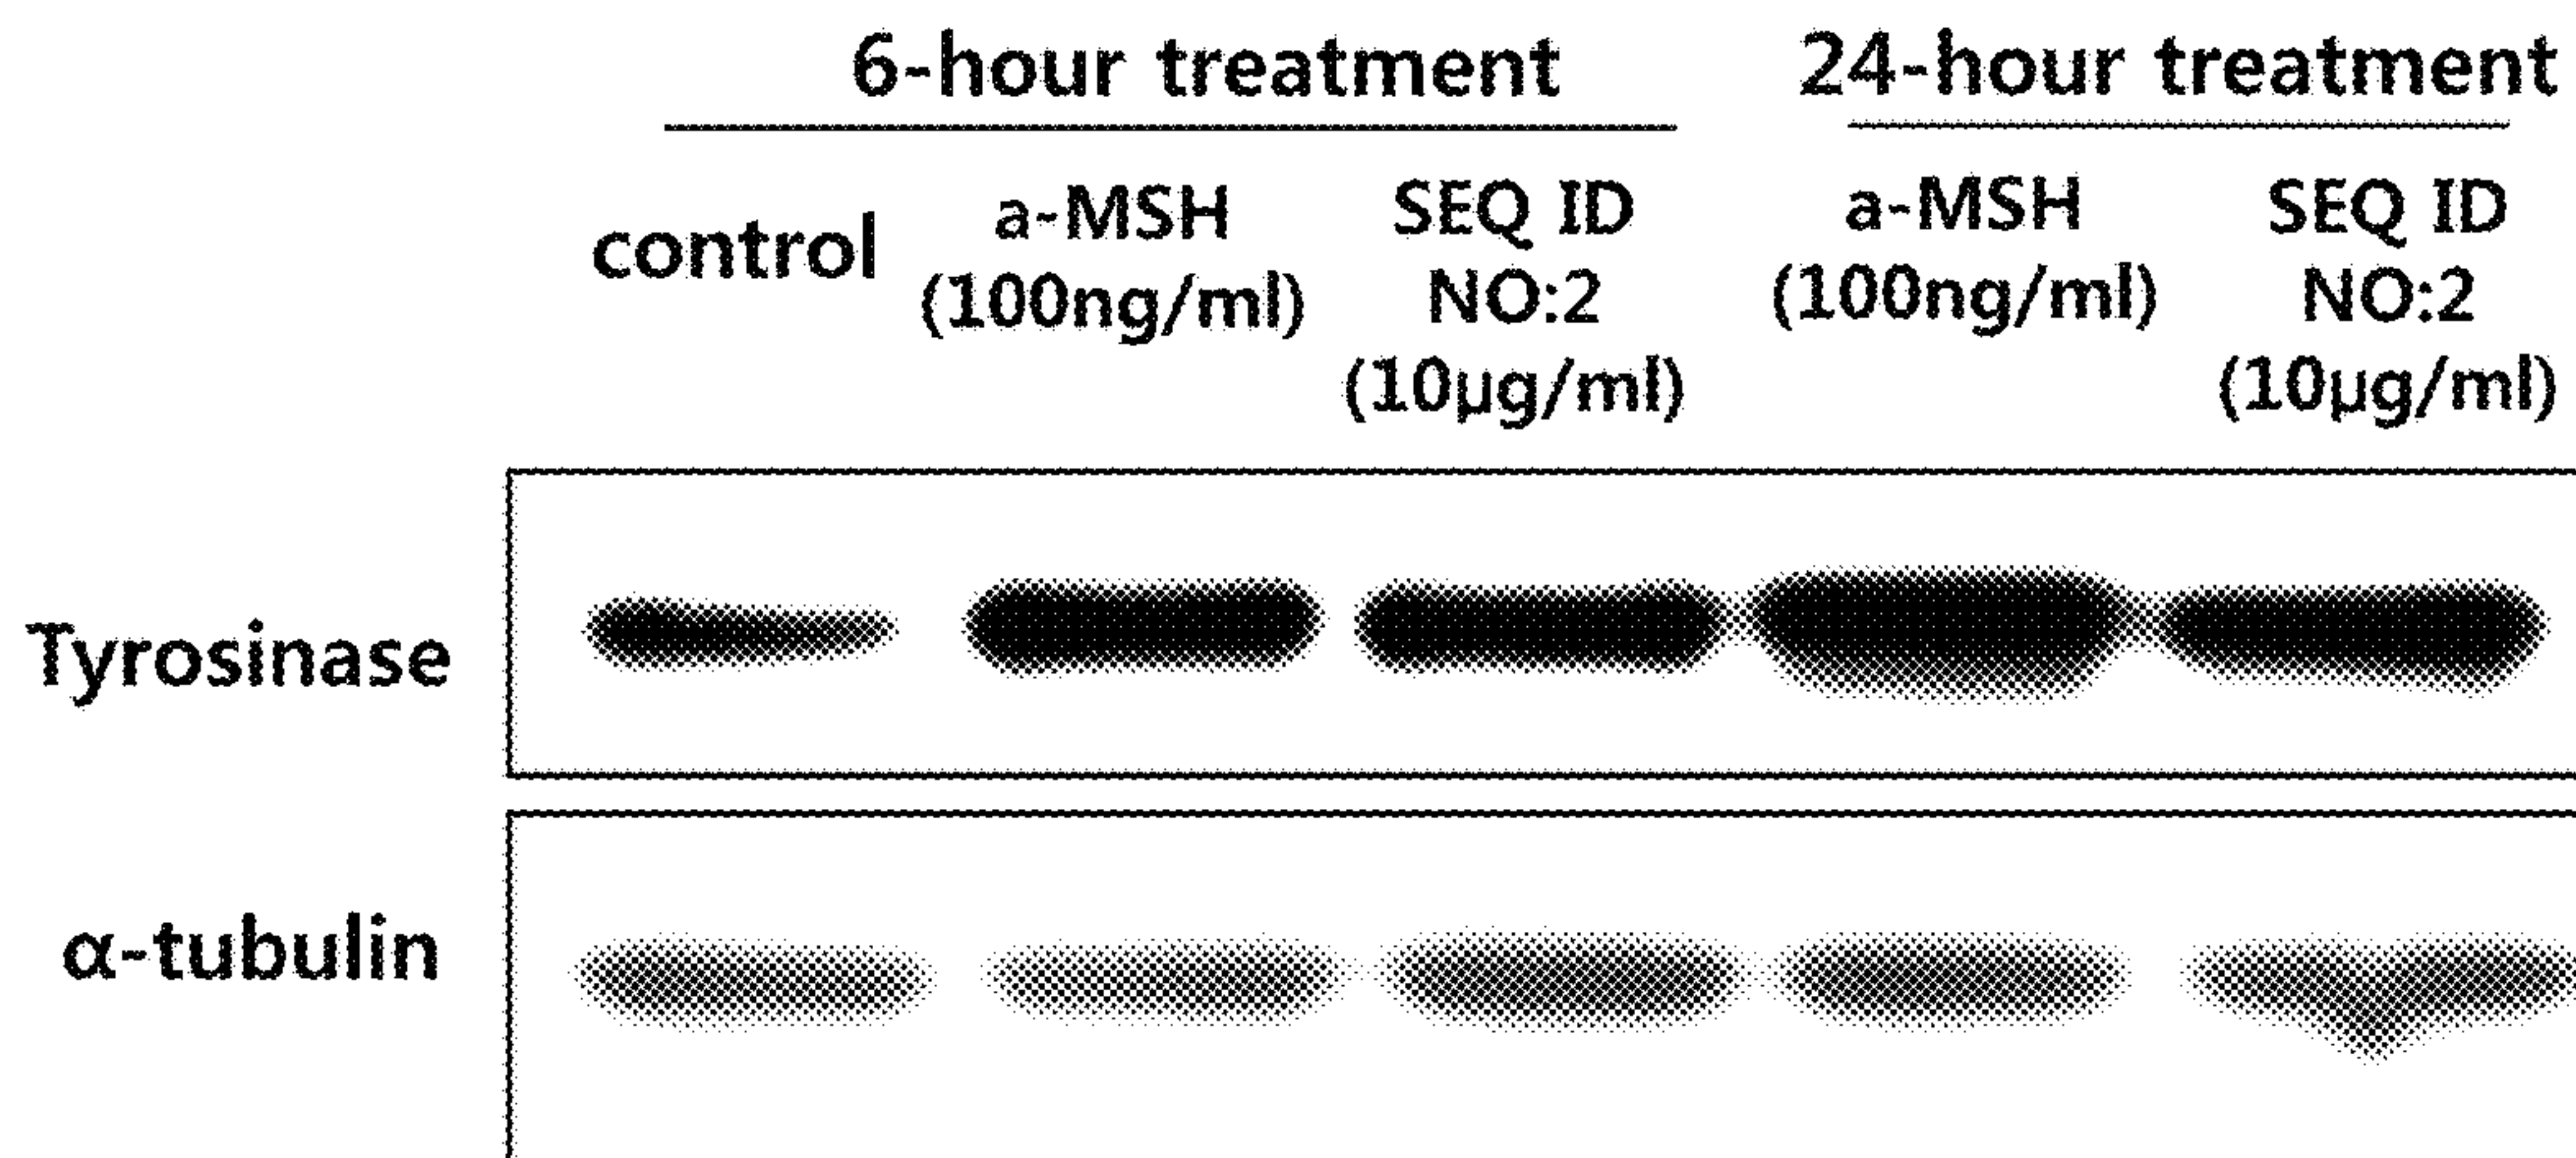 6-hour treatment 24-hour treatment
control
a-MSH
(100ng/ml)
SEQ ID
NO:2
(10µg/ml)
a-MSH
(100ng/ml)
SEQ ID
NO:2
(10µg/ml)
Tyrosinase
α-tubulin